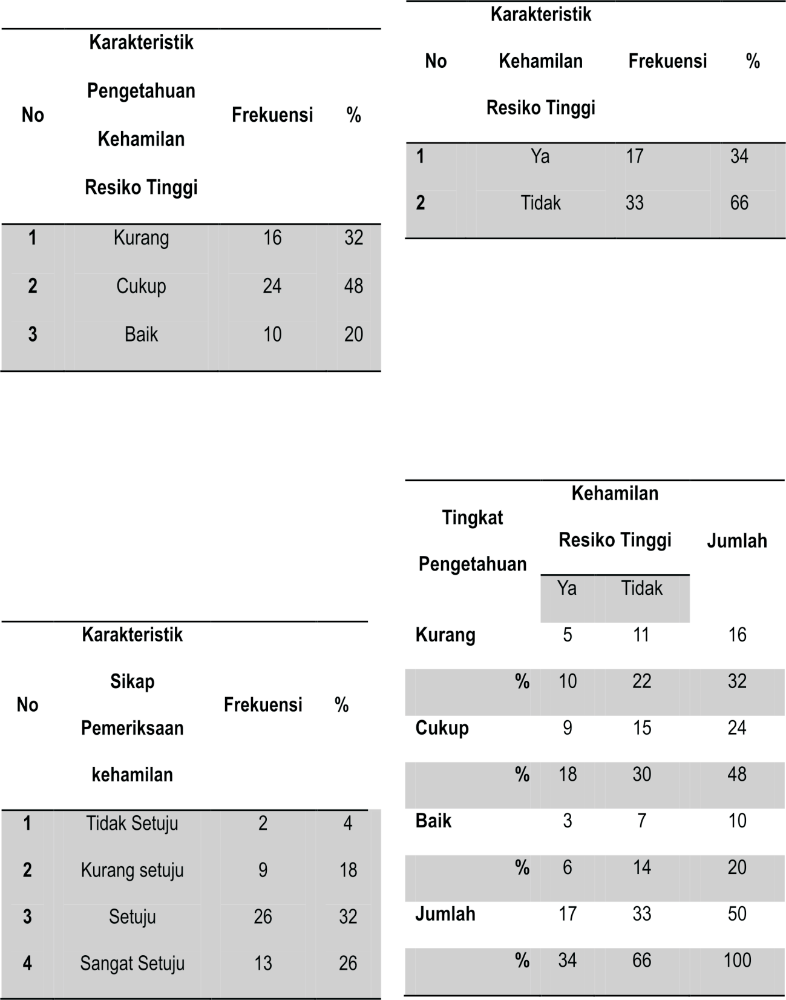 Karakteristik
Pengetahuan
No Kehamilan Frekuensi %
Resiko Tinggi
1 Kurang 16 32
2 Cukup 24 48
3 Baik 10 20
Karakteristik
No Kehamilan Frekuensi %
Resiko Tinggi
1 Ya 17 34
2 Tidak 33 66
Karakteristik
Sikap
No Frekuensi %
Pemeriksaan
kehamilan
1 Tidak Setuju 2 4
2 Kurang setuju 9 18
3 Setuju 26 32
4 Sangat Setuju 13 26
Kehamilan
Tingkat
Resiko Tinggi Jumlah
Pengetahuan
Ya Tidak
Kurang 5 11 16
% 10 22 32
Cukup 9 15 24
% 18 30 48
Baik 3 7 10
% 6 14 20
Jumlah 17 33 50
% 34 66 100